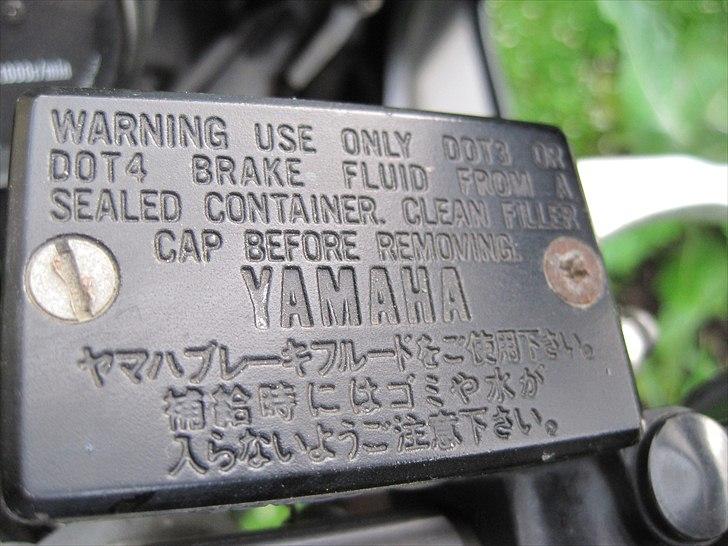 1000r/min
WARNING USE ONLY DOT3 OR
DOT4 BRAKE FLUID FROM A
SEALED CONTAINER. CLEAN FILLER
CAP BEFORE REMOVING.
YAMAHA
ヤマハブレーキフルードをご使用下さい。
補給時にはゴミや水が
入らないようご注意下さい。